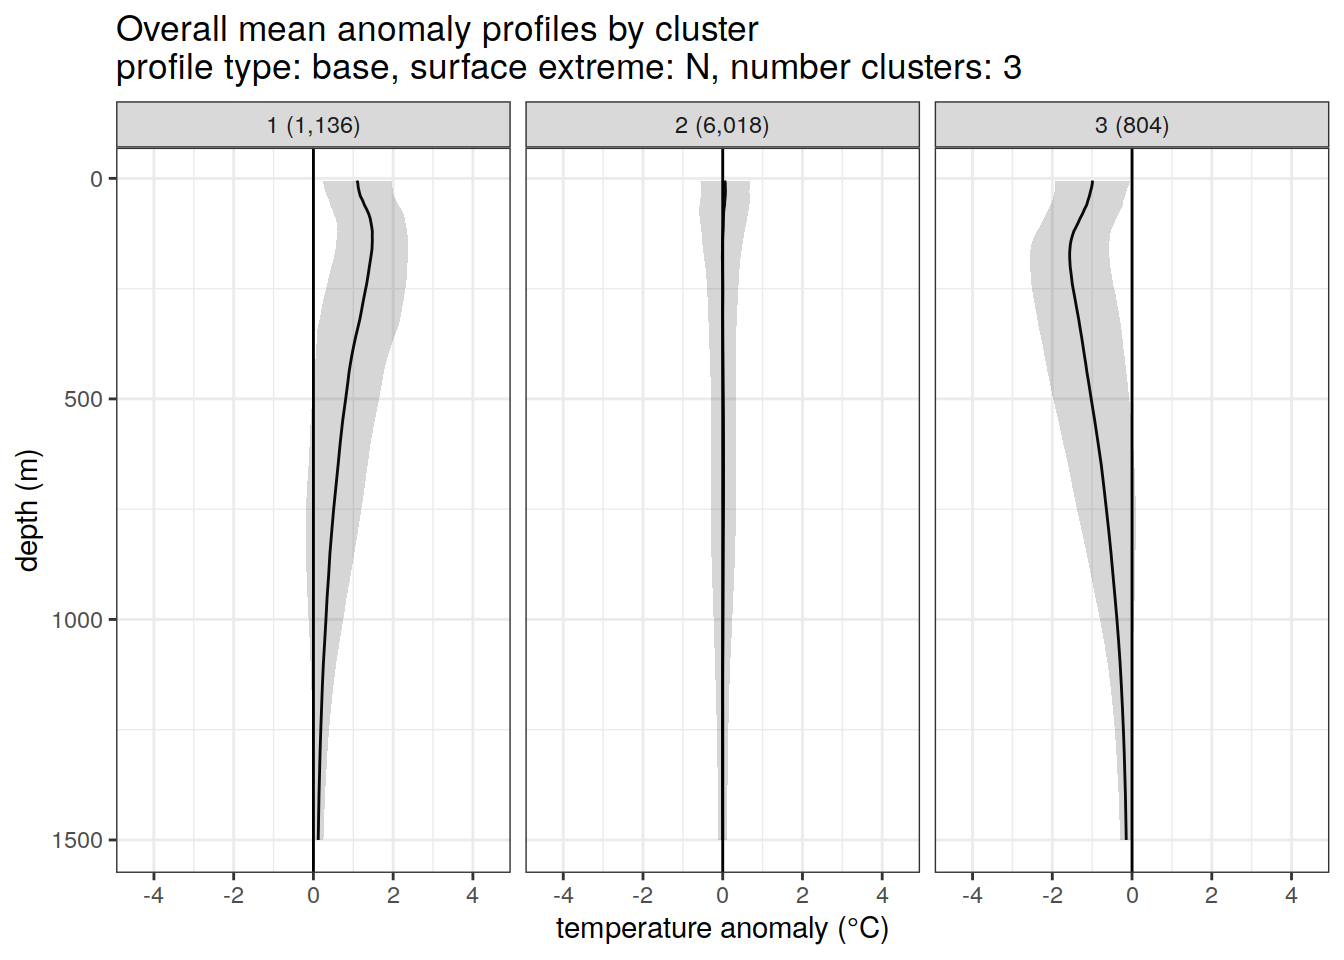 Overall mean anomaly profiles by cluster
profile type: base, surface extreme: N, number clusters: 3
1 (1,136)
2 (6,018)
3 (804)
0
500
1000
1500
depth (m)
-4 -2 0 2 4
-4 -2 0 2 4
-4 -2 0 2 4
temperature anomaly (°C)